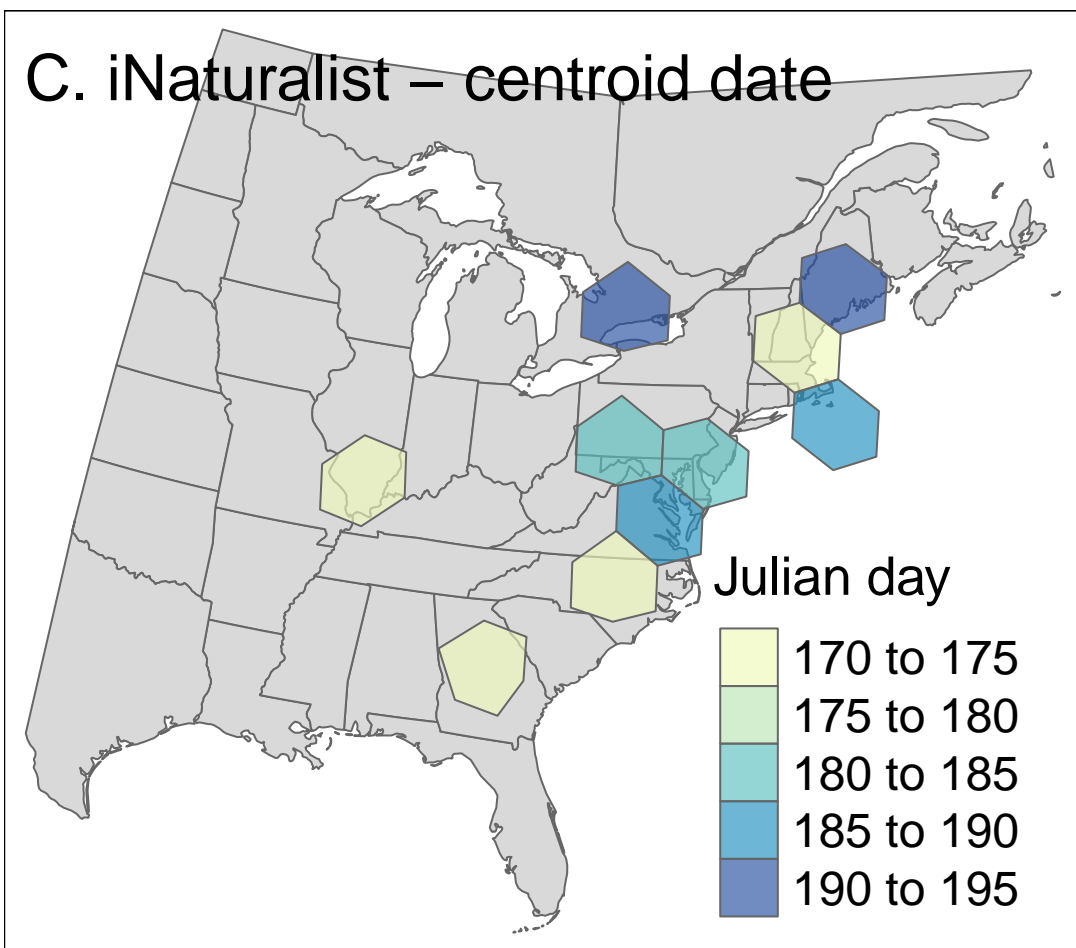 C. iNaturalist – centroid date
Julian day
170 to 175
175 to 180
180 to 185
185 to 190
190 to 195